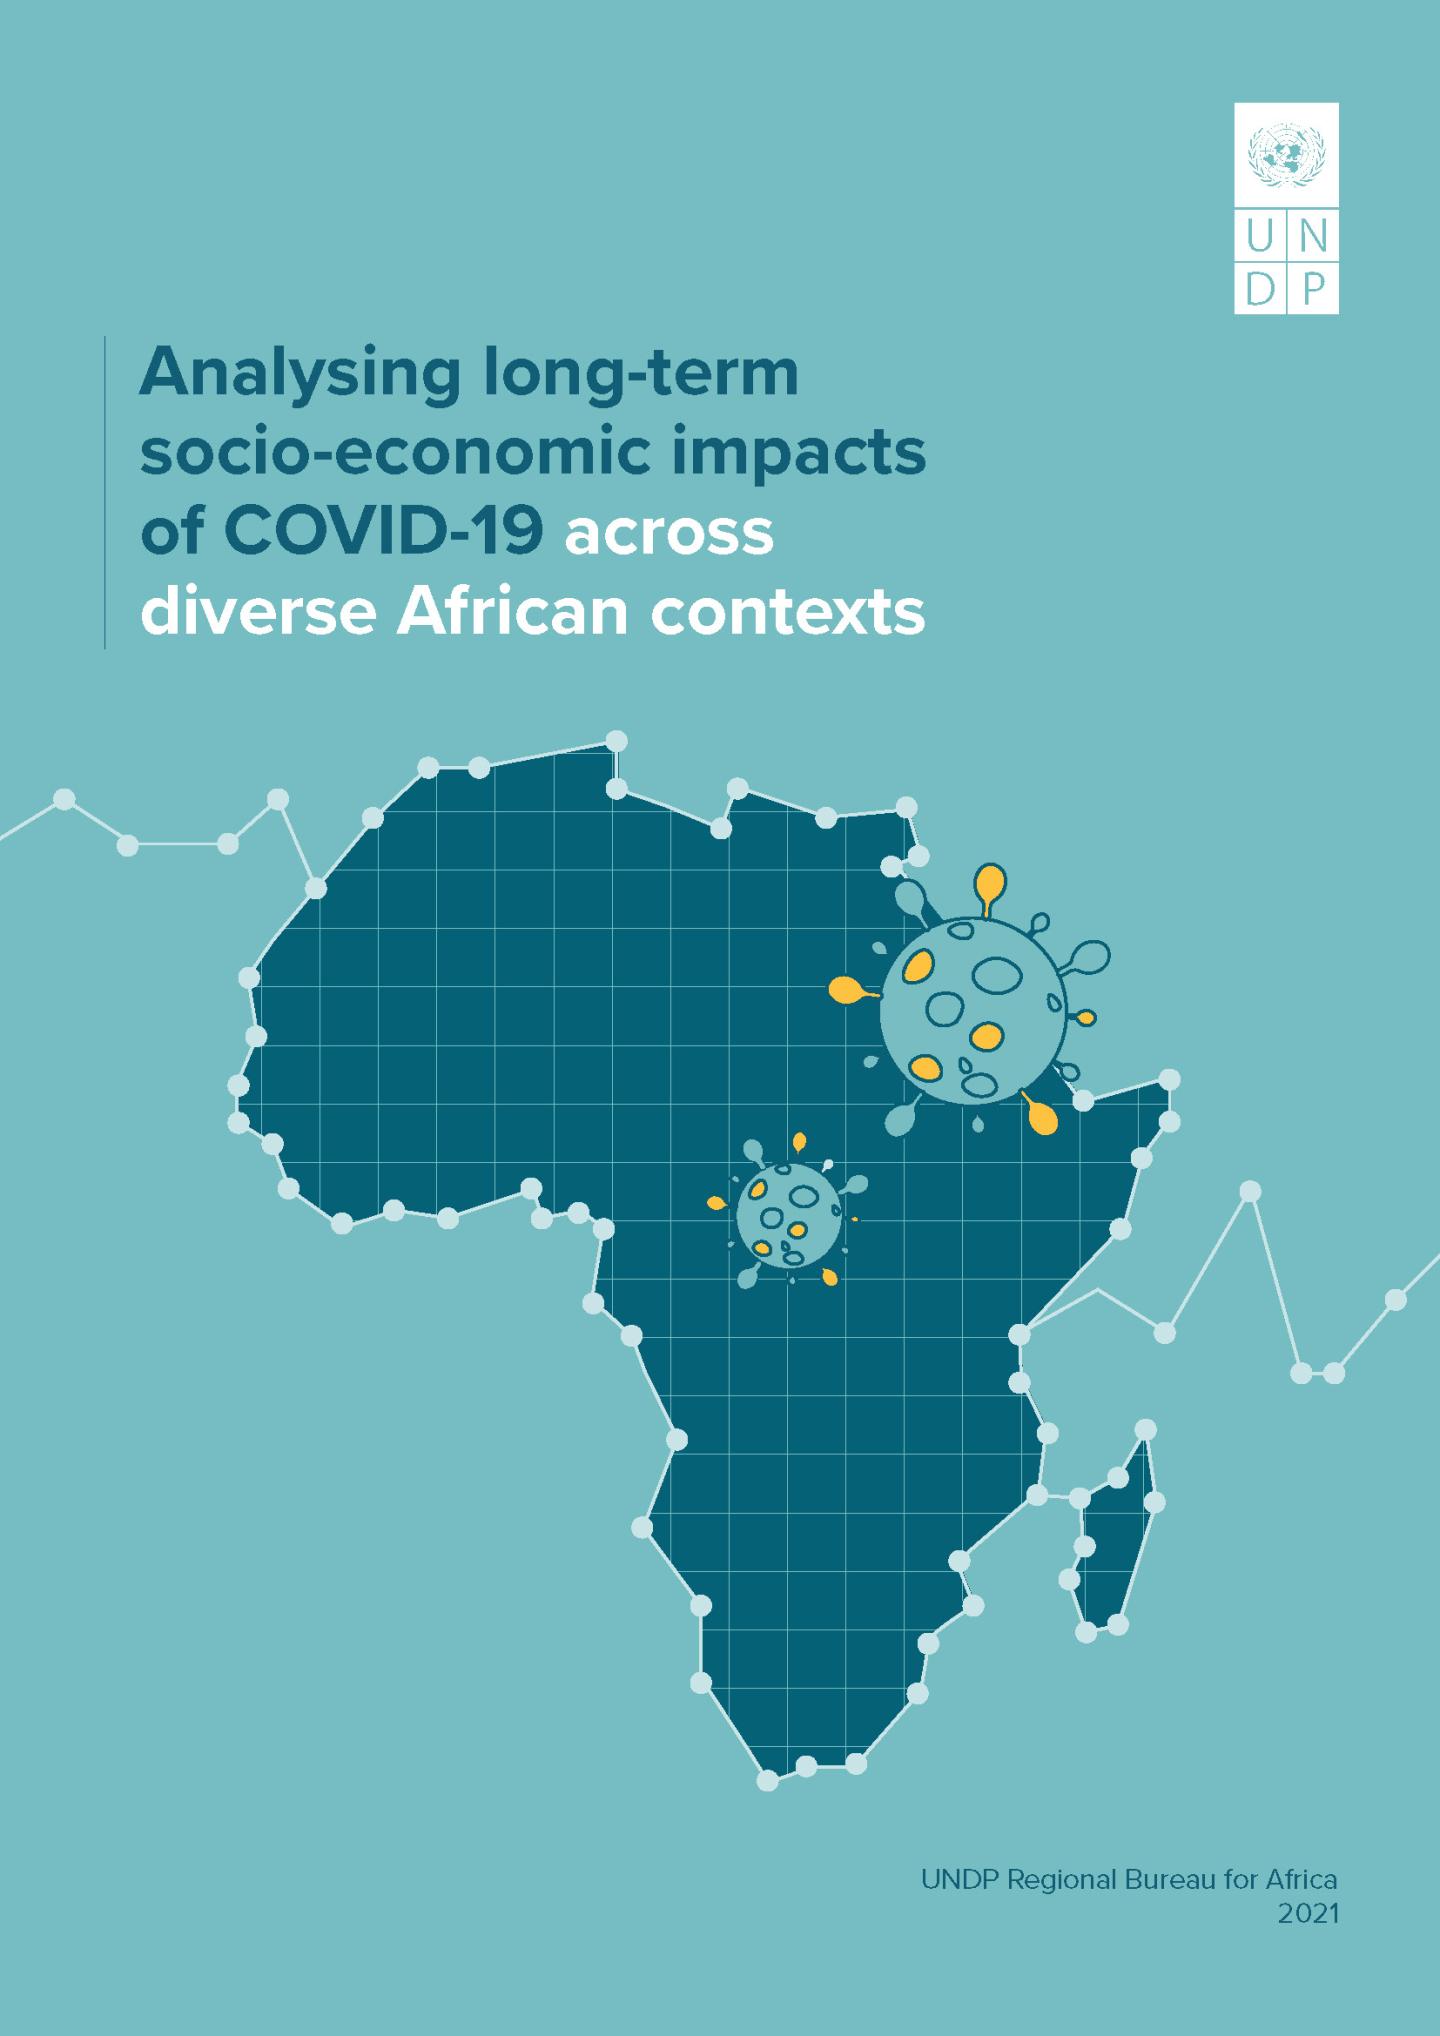 U N
D P
Analysing long-term
socio-economic impacts
of COVID-19 across
diverse African contexts
UNDP Regional Bureau for Africa
2021